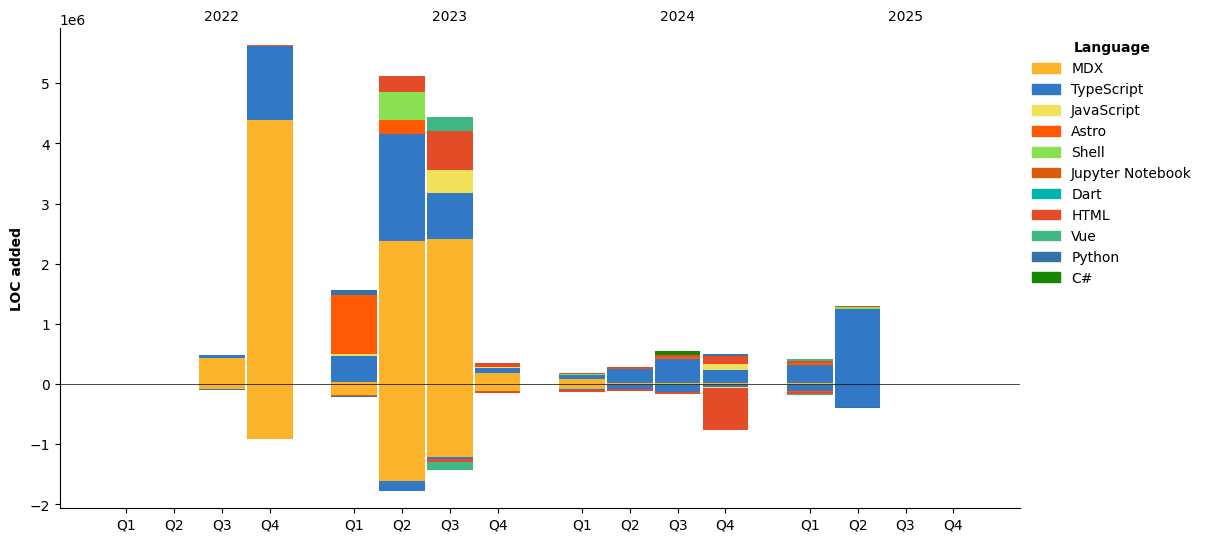 2022 2023 2024 2025
1e6
LOC added
5
4
3
2
1
0
−1
−2
Q1 Q2 Q3 Q4 Q1 Q2 Q3 Q4 Q1 Q2 Q3 Q4 Q1 Q2 Q3 Q4
Language
MDX
TypeScript
JavaScript
Astro
Shell
Jupyter Notebook
Dart
HTML
Vue
Python
C#